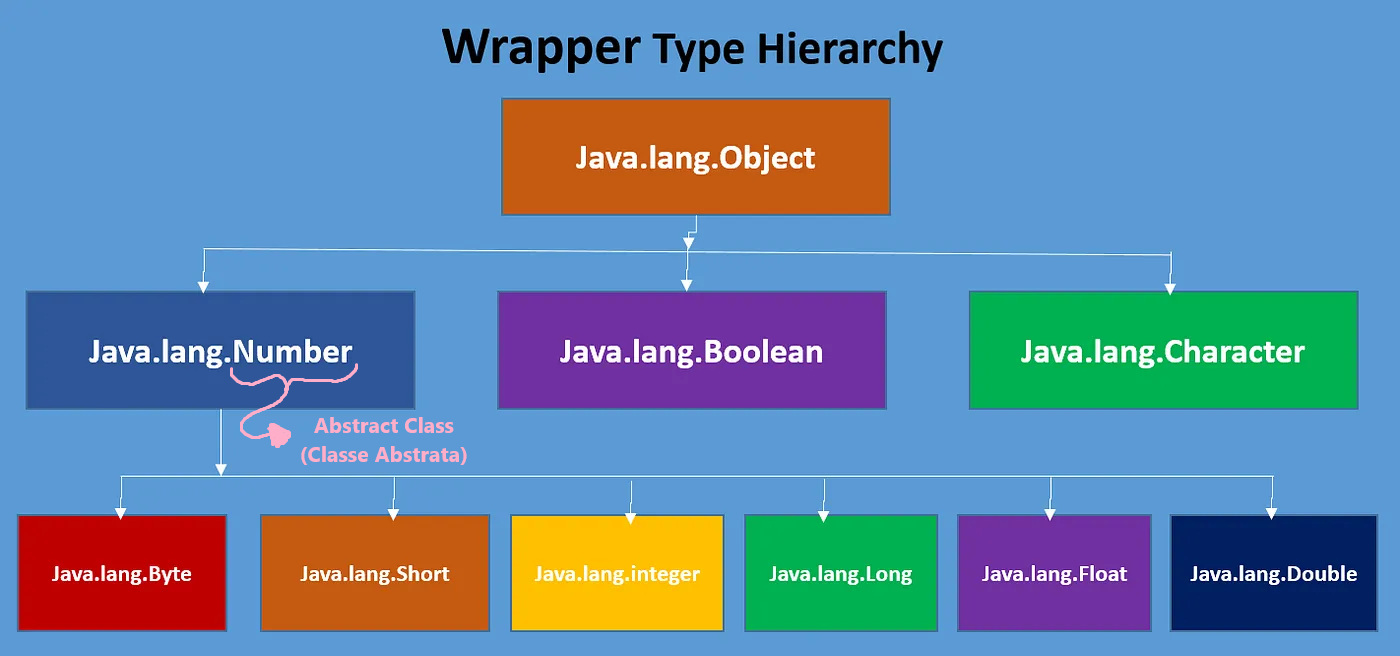 Wrapper Type Hierarchy
Java.lang.Object
Java.lang.Number
Java.lang.Boolean
Java.lang.Character
Abstract Class
(Classe Abstrata)
Java.lang.Byte
Java.lang.Short
Java.lang.integer
Java.lang.Long
Java.lang.Float
Java.lang.Double